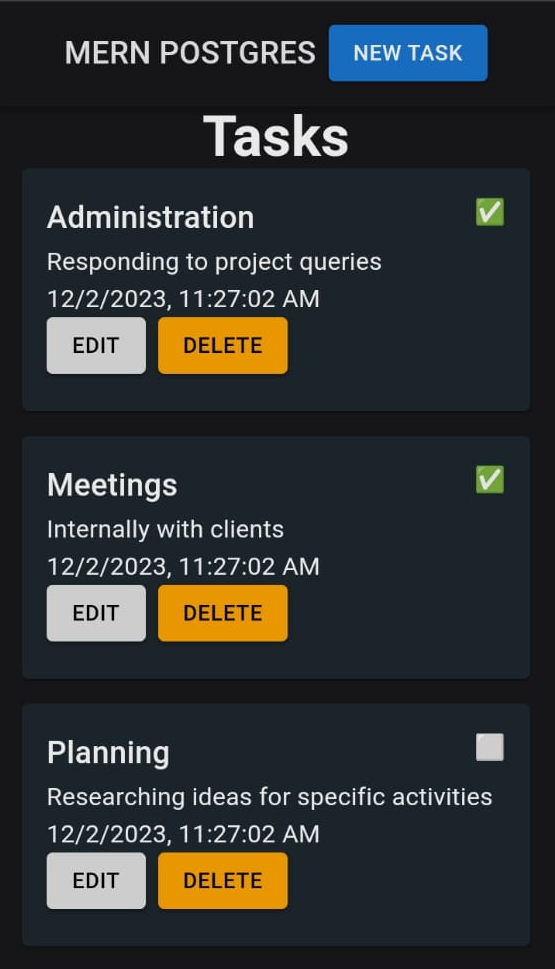 MERN POSTGRES NEW TASK
Tasks
Administration ✅
Responding to project queries
12/2/2023, 11:27:02 AM
EDIT DELETE
Meetings ✅
Internally with clients
12/2/2023, 11:27:02 AM
EDIT DELETE
Planning
Researching ideas for specific activities
12/2/2023, 11:27:02 AM
EDIT DELETE